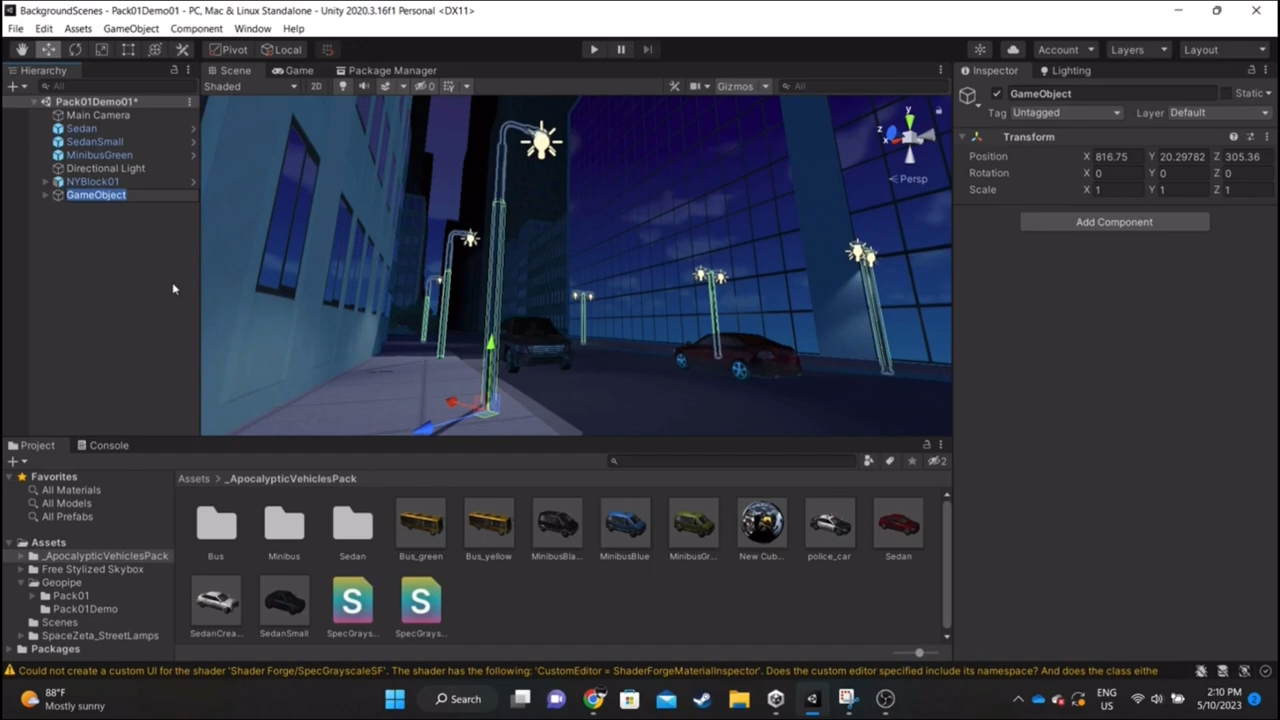 BackgroundScenes - Pack01Demo01 - PC, Mac & Linux Standalone - Unity 2020.3.16f1 Personal <DX11>
File Edit Assets GameObject Component Window Help
Pivot Local Account Layers Layout
Hierarchy Scene Game Package Manager Inspector Lighting
All Shaded 2D 0 Gizmos All
GameObject Static
Tag Untagged Layer Default
Pack01Demo01*
Main Camera
Sedan
SedanSmall
MinibusGreen
Directional Light
NYBlock01
GameObject
y
z
x
Persp
Transform
Position X 816.75 Y 20.29782 Z 305.36
Rotation X 0 Y 0 Z 0
Scale X 1 Y 1 Z 1
Add Component
Project Console
2
Favorites
All Materials
All Models
All Prefabs
Assets
_ApocalypticVehiclesPack
Free Stylized Skybox
Geopipe
Pack01
Pack01Demo
Scenes
SpaceZeta_StreetLamps
Packages
Assets > _ApocalypticVehiclesPack
Bus Minibus Sedan Bus_green Bus_yellow MinibusBla... MinibusBlue MinibusGr... New Cub... police_car Sedan
S S
SedanCrea... SedanSmall SpecGrays... SpecGrays...
Could not create a custom UI for the shader 'Shader Forge/SpecGrayscaleSF'. The shader has the following: 'CustomEditor = ShaderForgeMaterialInspector'. Does the custom editor specified include its namespace? And does the class eithe
88°F
Mostly sunny
Search
ENG
US
2:10 PM
5/10/2023
2